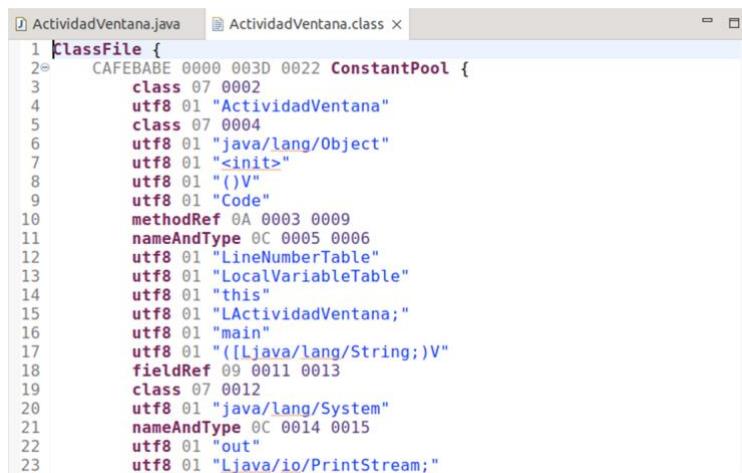 ActividadVentana.java ActividadVentana.class ×
1 ClassFile {
2 CAFEBABE 0000 003D 0022 ConstantPool {
3 class 07 0002
4 utf8 01 "ActividadVentana"
5 class 07 0004
6 utf8 01 "java/lang/Object"
7 utf8 01 "<init>"
8 utf8 01 "()V"
9 utf8 01 "Code"
10 methodRef 0A 0003 0009
11 nameAndType 0C 0005 0006
12 utf8 01 "LineNumberTable"
13 utf8 01 "LocalVariableTable"
14 utf8 01 "this"
15 utf8 01 "LActividadVentana;"
16 utf8 01 "main"
17 utf8 01 "([Ljava/lang/String;)V"
18 fieldRef 09 0011 0013
19 class 07 0012
20 utf8 01 "java/lang/System"
21 nameAndType 0C 0014 0015
22 utf8 01 "out"
23 utf8 01 "Ljava/io/PrintStream;"